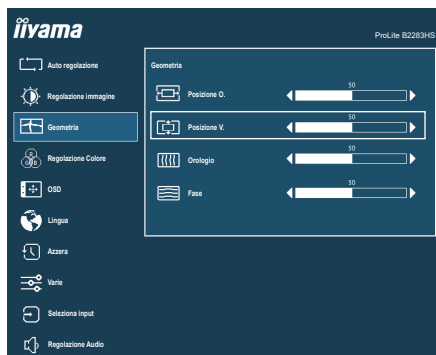 iiyama
ProLite B2283HS
Auto regolazione
Regolazione immagine
Geometria
Regolazione Colore
R
G B
OSD
Lingua
Azzera
Varie
Seleziona input
Regolazione Audio
Geometria
Posizione O.
50
Posizione V.
50
Orologio
50
Fase
50